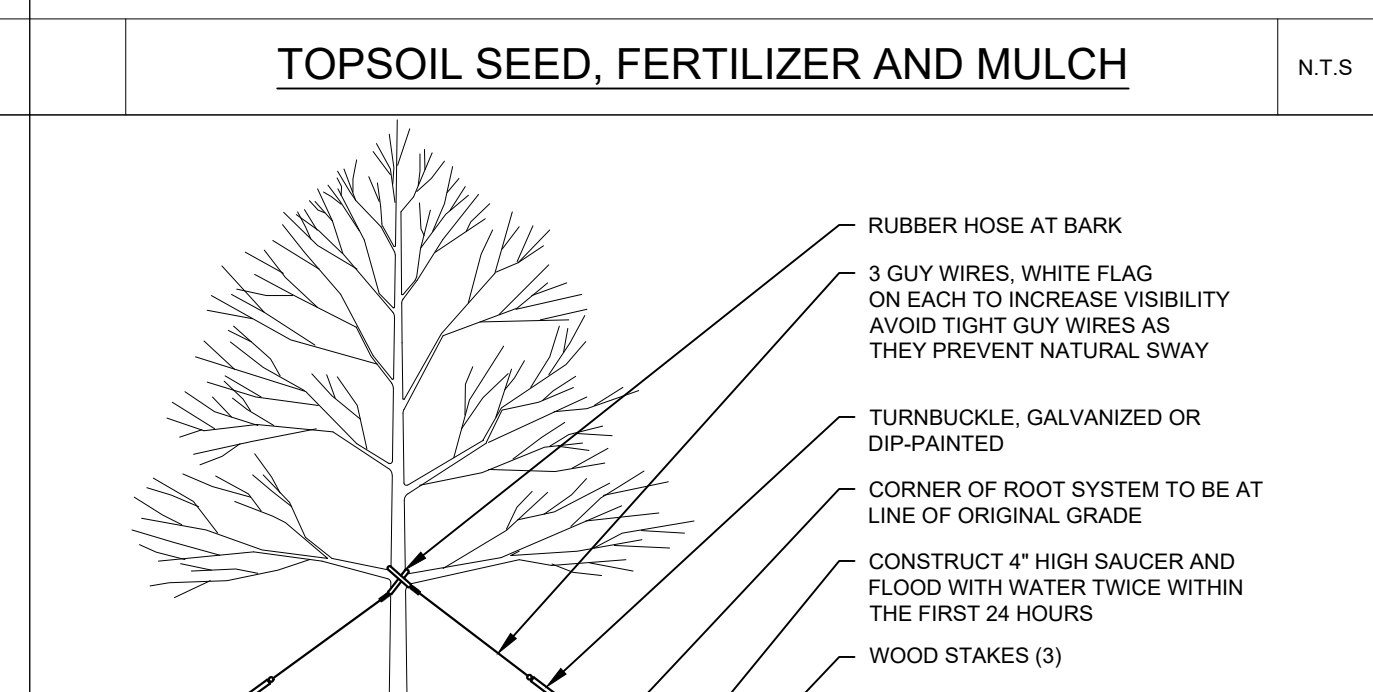 TOPSOIL SEED, FERTILIZER AND MULCH
N.T.S
RUBBER HOSE AT BARK
3 GUY WIRES, WHITE FLAG
ON EACH TO INCREASE VISIBILITY
AVOID TIGHT GUY WIRES AS
THEY PREVENT NATURAL SWAY
TURNBUCKLE, GALVANIZED OR
DIP-PAINTED
CORNER OF ROOT SYSTEM TO BE AT
LINE OF ORIGINAL GRADE
CONSTRUCT 4" HIGH SAUCER AND
FLOOD WITH WATER TWICE WITHIN
THE FIRST 24 HOURS
WOOD STAKES (3)